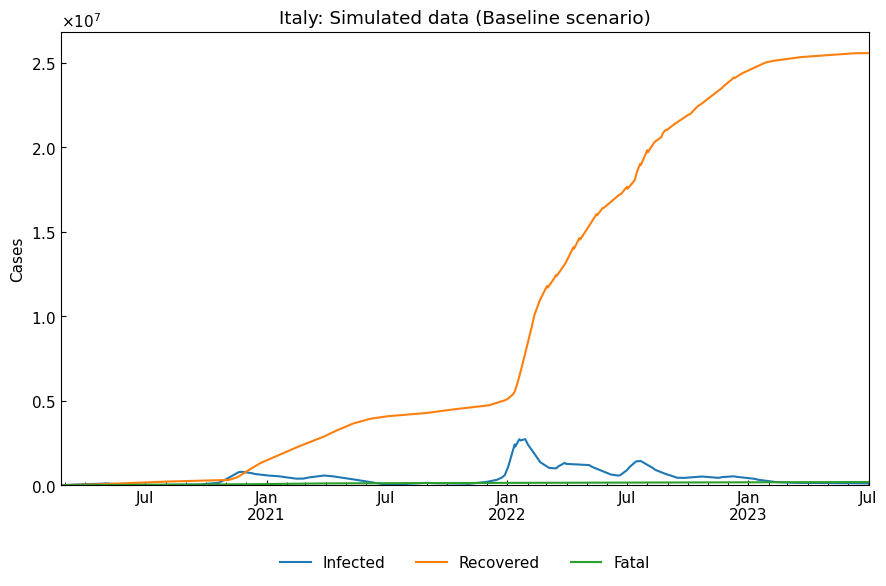 Italy: Simulated data (Baseline scenario)
×10⁷
2.5
2.0
1.5
1.0
0.5
0.0
Cases
Jul Jan Jul Jan Jul Jan Jul
2021 2022 2023
Infected Recovered Fatal